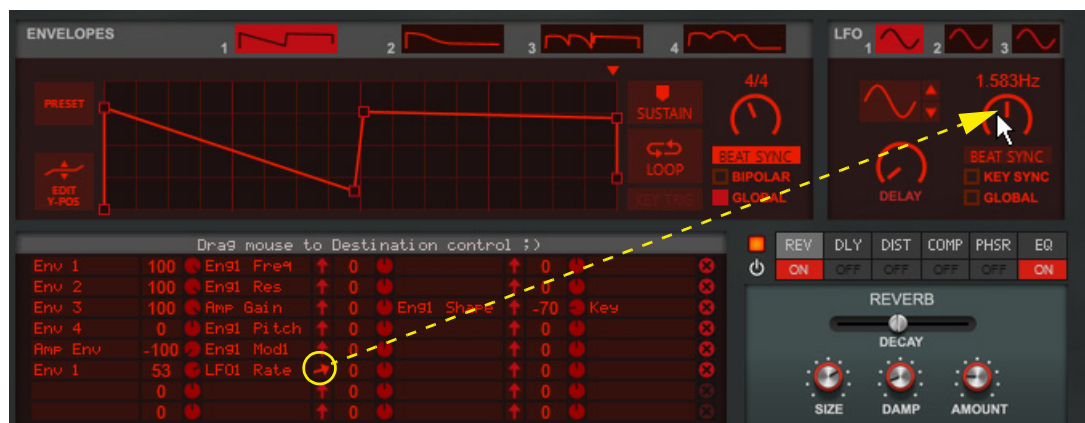 ENVELOPES
1
2
3
4
PRESET
EDIT
Y-POS
SUSTAIN
LOOP
KEY TRIG
4/4
BEAT SYNC
BIPOLAR
GLOBAL
LFO
1
2
3
1.583Hz
DELAY
BEAT SYNC
KEY SYNC
GLOBAL
Drag mouse to Destination control ;)
Env 1 100 Eng1 Freq 0 0
Env 2 100 Eng1 Res 0 0
Env 3 100 Amp Gain 0 Eng1 Shape -70 Key
Env 4 0 Eng1 Pitch 0 0
Amp Env -100 Eng1 Mod1 0 0
Env 1 53 LFO1 Rate 0 0
0 0 0
0 0 0
REV DLY DIST COMP PHSR EQ
ON OFF OFF OFF OFF ON
REVERB
DECAY
SIZE DAMP AMOUNT